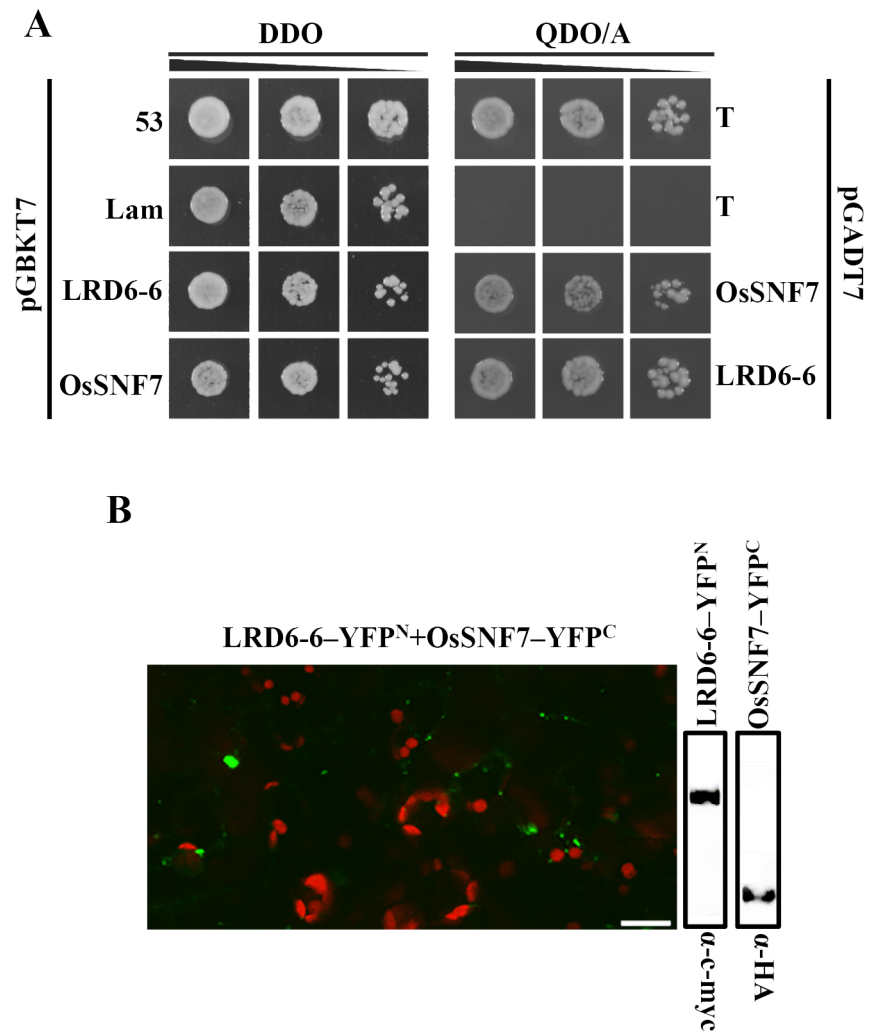 A
DDO QDO/A
pGBKT7
53 T
Lam T
LRD6-6 OsSNF7
OsSNF7 LRD6-6
pGADT7
B
LRD6-6–YFPᴺ+OsSNF7–YFPᶜ
LRD6-6–YFPᴺ
OsSNF7–YFPᶜ
α-c-myc
α-HA